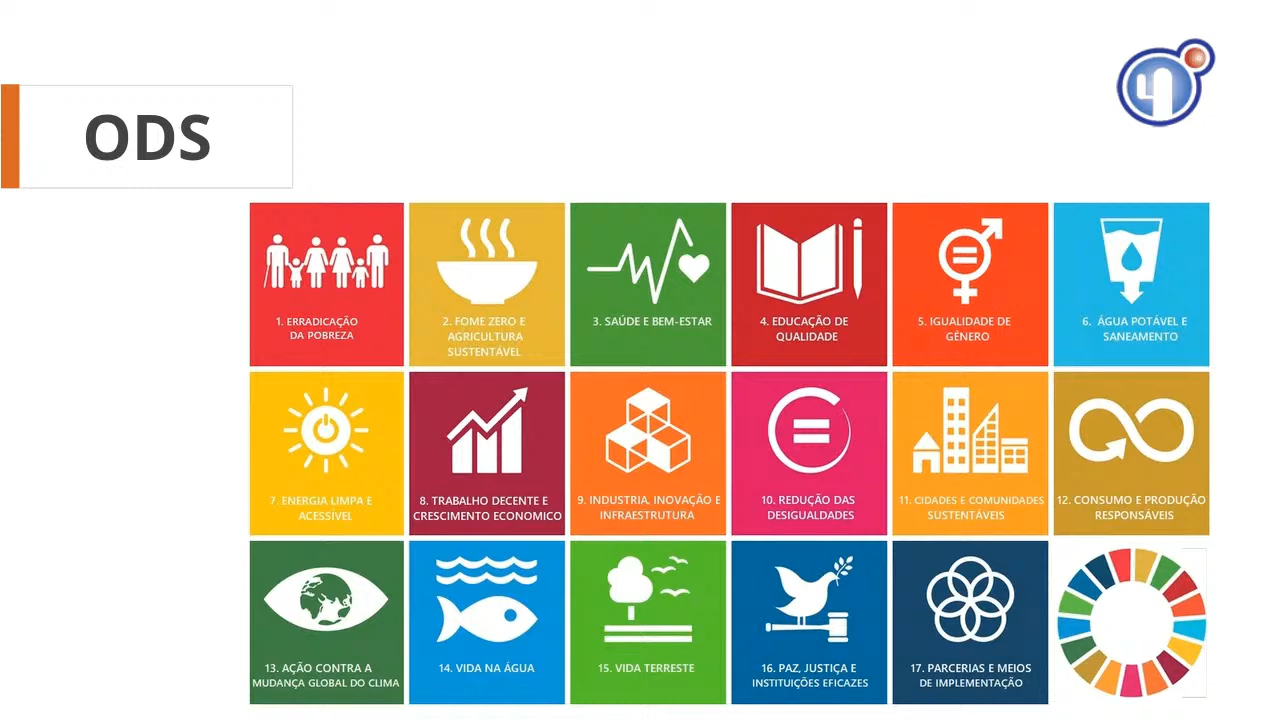 ODS
1. ERRADICAÇÃO
DA POBREZA
2. FOME ZERO E
AGRICULTURA
SUSTENTÁVEL
3. SAÚDE E BEM-ESTAR
4. EDUCAÇÃO DE
QUALIDADE
5. IGUALIDADE DE
GÊNERO
6. ÁGUA POTÁVEL E
SANEAMENTO
7. ENERGIA LIMPA E
ACESSÍVEL
8. TRABALHO DECENTE E
CRESCIMENTO ECONOMICO
9. INDUSTRIA, INOVAÇÃO E
INFRAESTRUTURA
10. REDUÇÃO DAS
DESIGUALDADES
11. CIDADES E COMUNIDADES
SUSTENTÁVEIS
12. CONSUMO E PRODUÇÃO
RESPONSÁVEIS
13. AÇÃO CONTRA A
MUDANÇA GLOBAL DO CLIMA
14. VIDA NA ÁGUA
15. VIDA TERRESTE
16. PAZ, JUSTIÇA E
INSTITUIÇÕES EFICAZES
17. PARCERIAS E MEIOS
DE IMPLEMENTAÇÃO